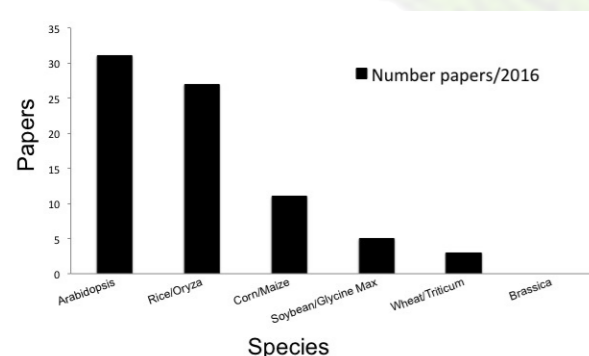 35
30
25
20
15
10
5
0
Papers
Number papers/2016
Arabidopsis
Rice/Oryza
Corn/Maize
Soybean/Glycine Max
Wheat/Triticum
Brassica
Species